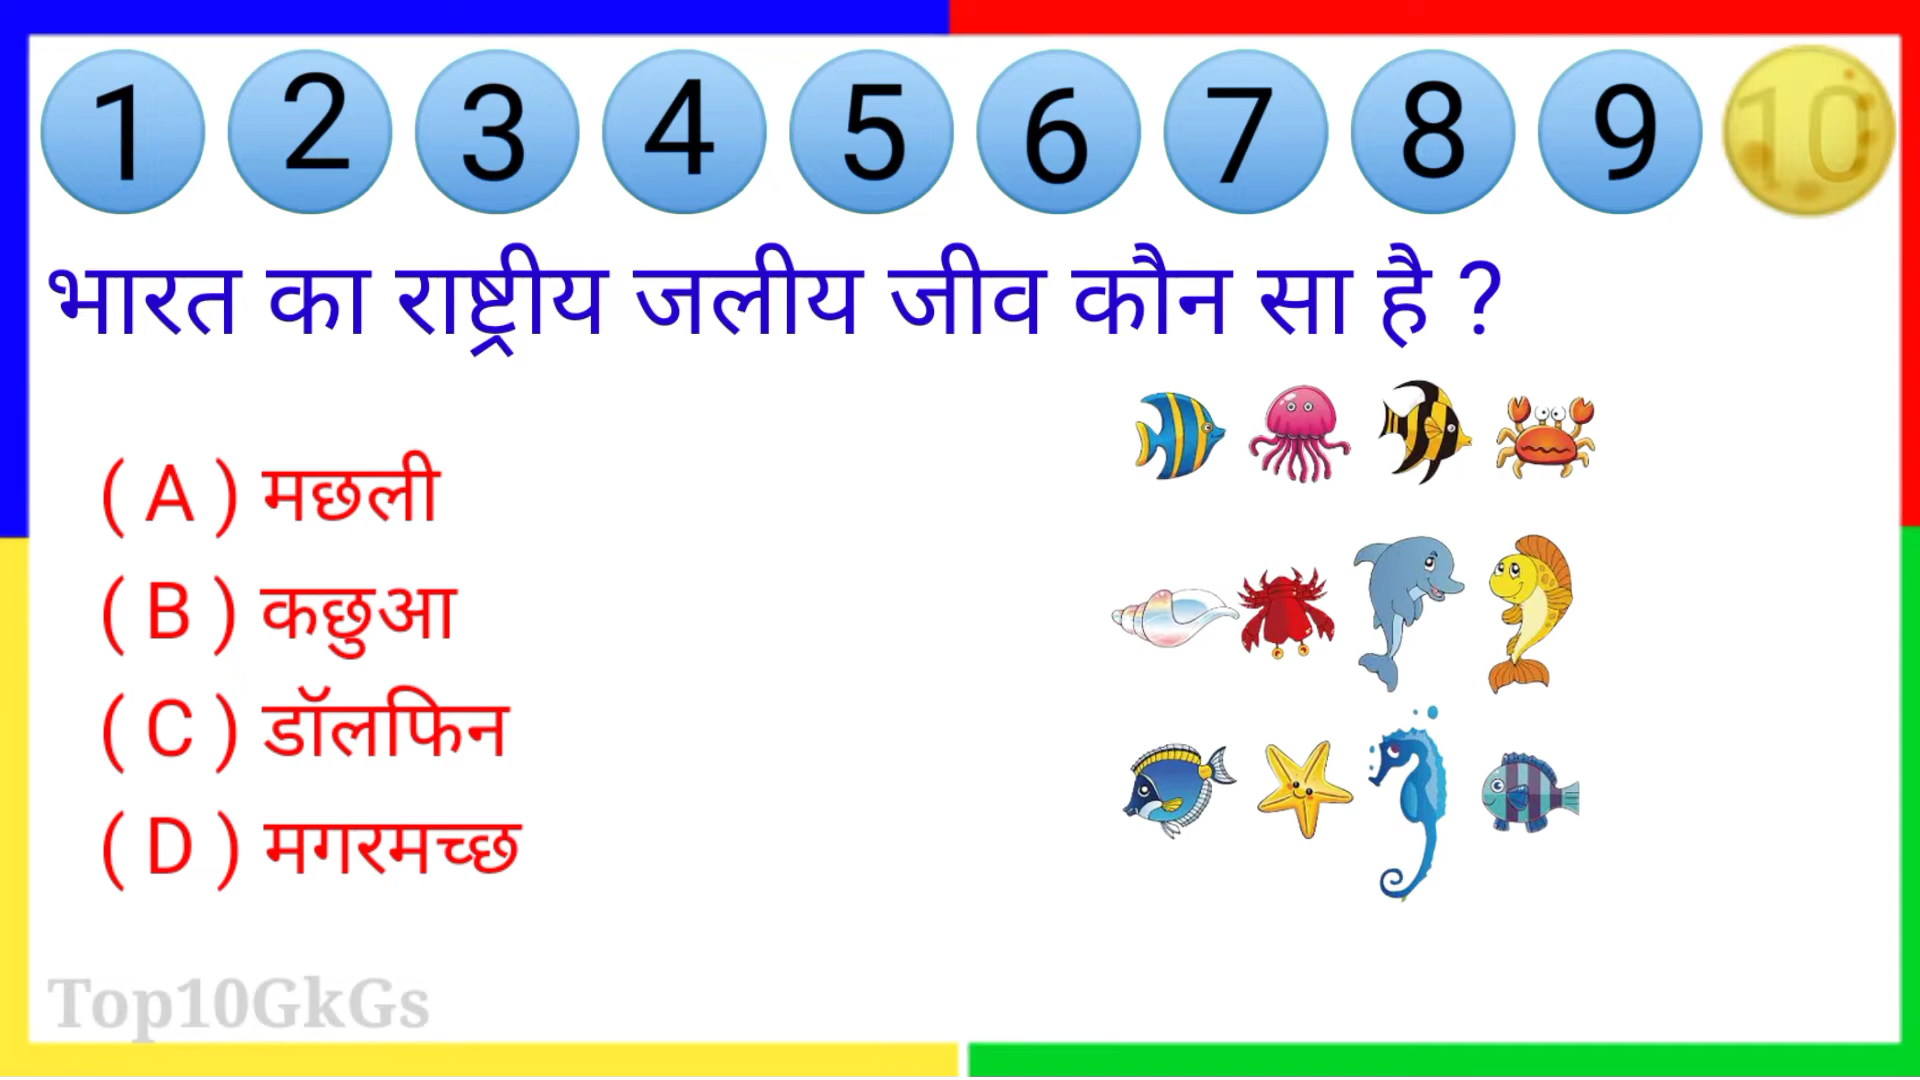 1 2 3 4 5 6 7 8 9 10
भारत का राष्ट्रीय जलीय जीव कौन सा है ?
( A ) मछली
( B ) कछुआ
( C ) डॉलफिन
( D ) मगरमच्छ
Top10GkGs